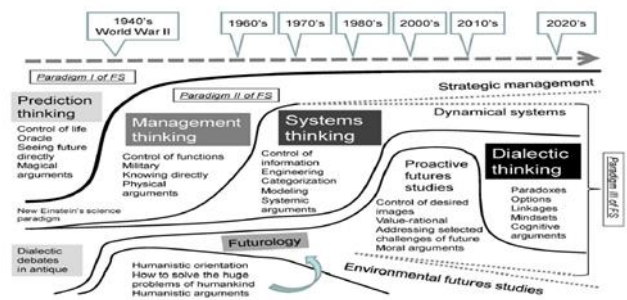 1940's
World War II
1960's
1970's
1980's
2000's
2010's
2020's
Paradigm I of FS
Paradigm II of FS
Strategic management
Prediction
thinking
Control of life
Oracle
Seeing future
directly
Magical
arguments
Management
thinking
Control of functions
Military
Knowing directly
Physical
arguments
Systems
thinking
Control of
information
Engineering
Categorization
Modeling
Systemic
arguments
Dynamical systems
Proactive
futures
studies
Control of desired
images
Value-rational
Addressing selected
challenges of future
Moral arguments
Dialectic
thinking
Paradoxes
Options
Linkages
Mindsets
Cognitive
arguments
Paradigm III of FS
New Einstein's science
paradigm
Dialectic
debates
in antique
Futurology
Humanistic orientation
How to solve the huge
problems of humankind
Humanistic arguments
Environmental futures studies